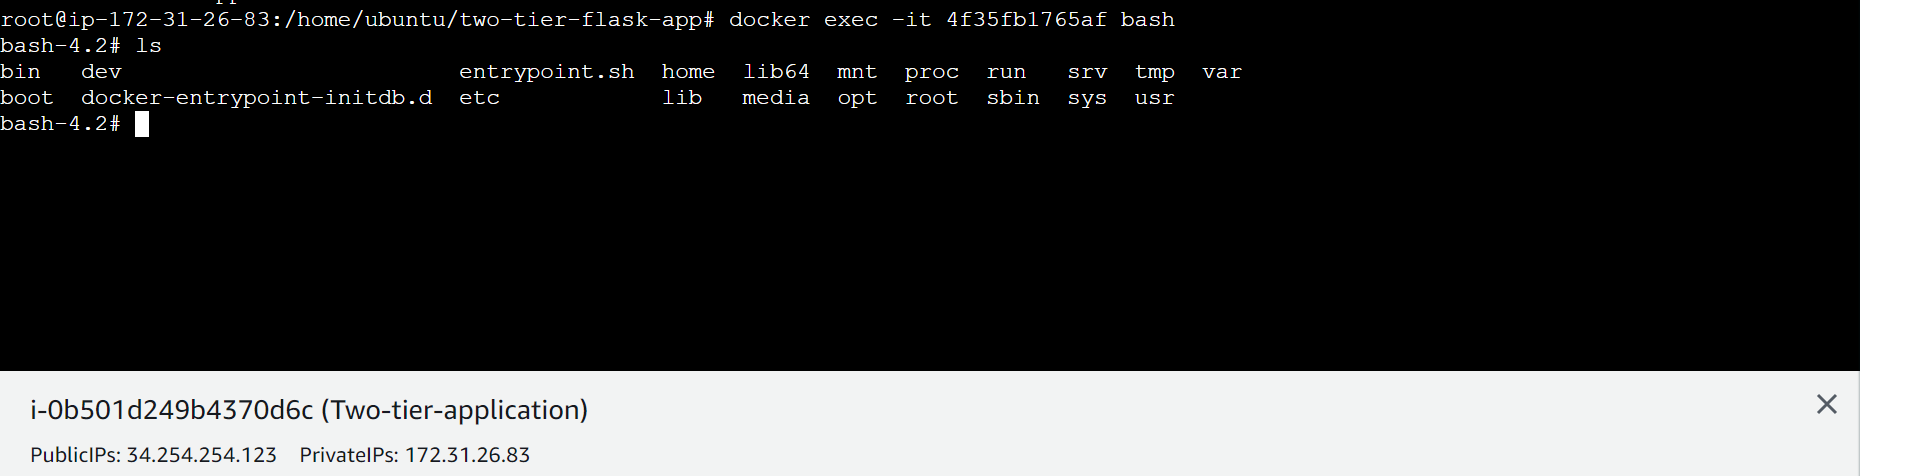 root@ip-172-31-26-83:/home/ubuntu/two-tier-flask-app# docker exec -it 4f35fb1765af bash
bash-4.2# ls
bin   dev                         entrypoint.sh  home  lib64  mnt  proc  run   srv  tmp  var
boot  docker-entrypoint-initdb.d  etc            lib   media  opt  root  sbin  sys  usr
bash-4.2#
i-0b501d249b4370d6c (Two-tier-application)
PublicIPs: 34.254.254.123    PrivateIPs: 172.31.26.83